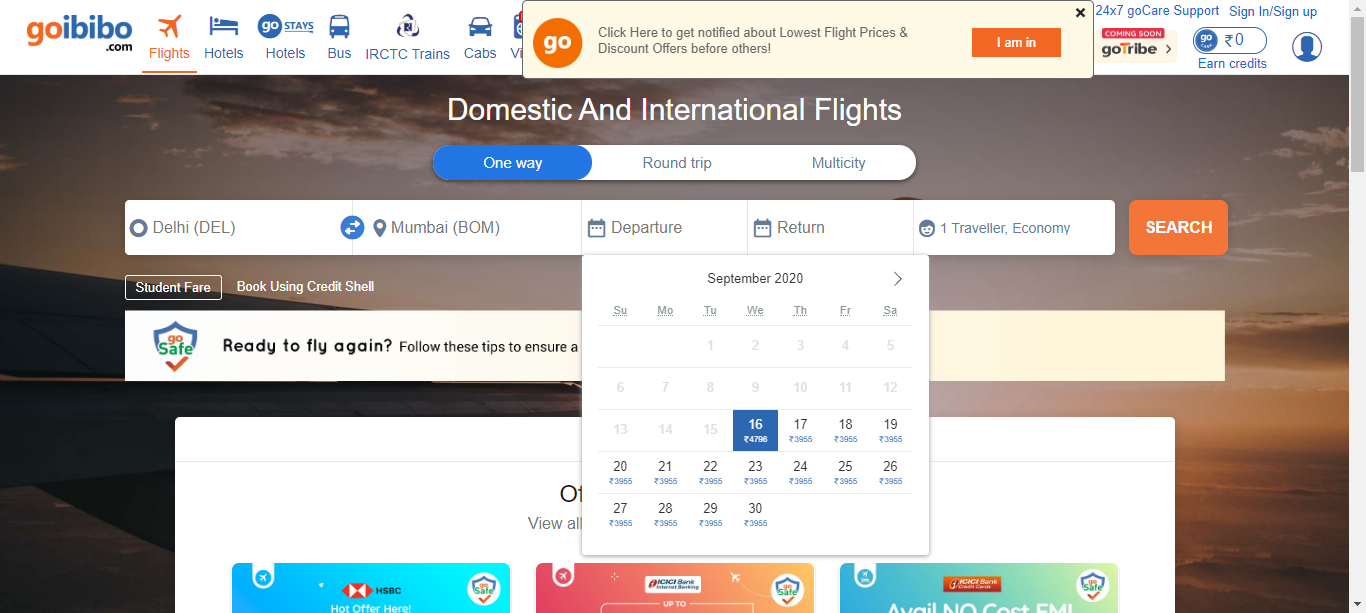 goibibo
.com
Flights
Hotels
go STAYS
Hotels
Bus
IRCTC Trains
Cabs
go
Click Here to get notified about Lowest Flight Prices &
Discount Offers before others!
I am in
24x7 goCare Support
Sign In/Sign up
COMING SOON
goTribe
go
CASH
₹0
Earn credits
Domestic And International Flights
One way
Round trip
Multicity
Delhi (DEL)
Mumbai (BOM)
Departure
Return
1 Traveller, Economy
SEARCH
Student Fare
Book Using Credit Shell
go
Safe
Ready to fly again? Follow these tips to ensure a
September 2020
Su Mo Tu We Th Fr Sa
1 2 3 4 5
6 7 8 9 10 11 12
13 14 15 16 17 18 19
₹4796 ₹3955 ₹3955 ₹3955
20 21 22 23 24 25 26
₹3955 ₹3955 ₹3955 ₹3955 ₹3955 ₹3955 ₹3955
27 28 29 30
₹3955 ₹3955 ₹3955 ₹3955
View all
HSBC
go
Safe
Hot Offer Here!
ICICI Bank
Internet Banking
go
Safe
UP TO
ICICI Bank
Credit Cards
go
Safe
Avail NO Cost EMI